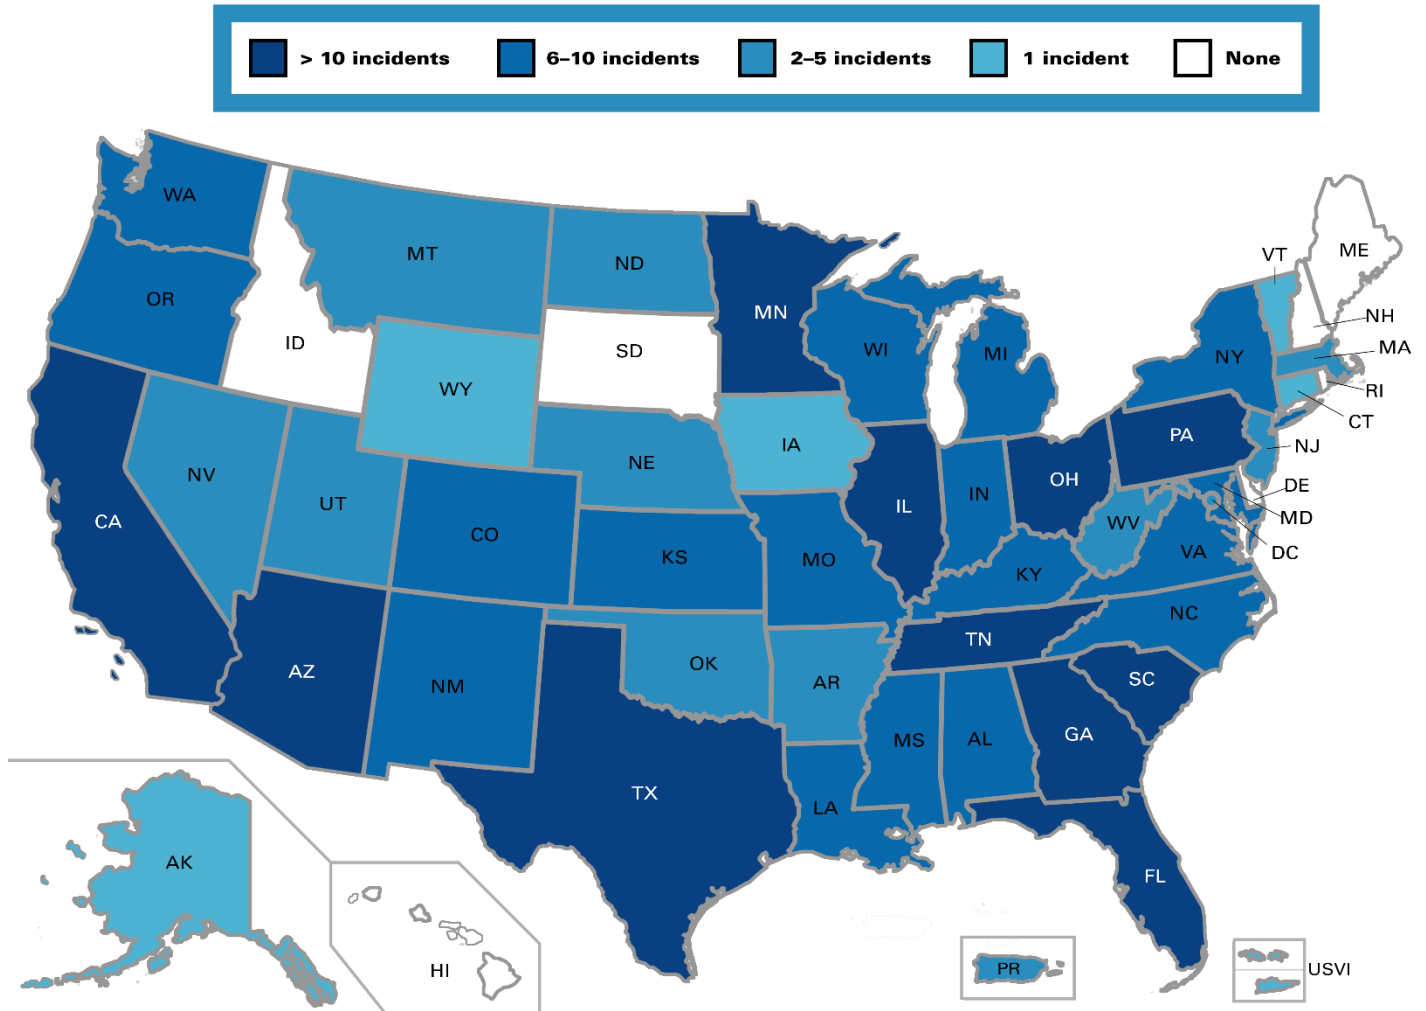 > 10 incidents
6–10 incidents
2–5 incidents
1 incident
None
WA
MT
ND
MN
OR
ID
SD
WY
WI
MI
VT
ME
NH
MA
NY
RI
CT
NJ
PA
IA
NE
NV
UT
CA
CO
KS
MO
IL
IN
OH
WV
DE
MD
DC
VA
KY
NC
TN
AZ
NM
OK
AR
SC
MS
AL
GA
TX
LA
FL
AK
HI
PR
USVI